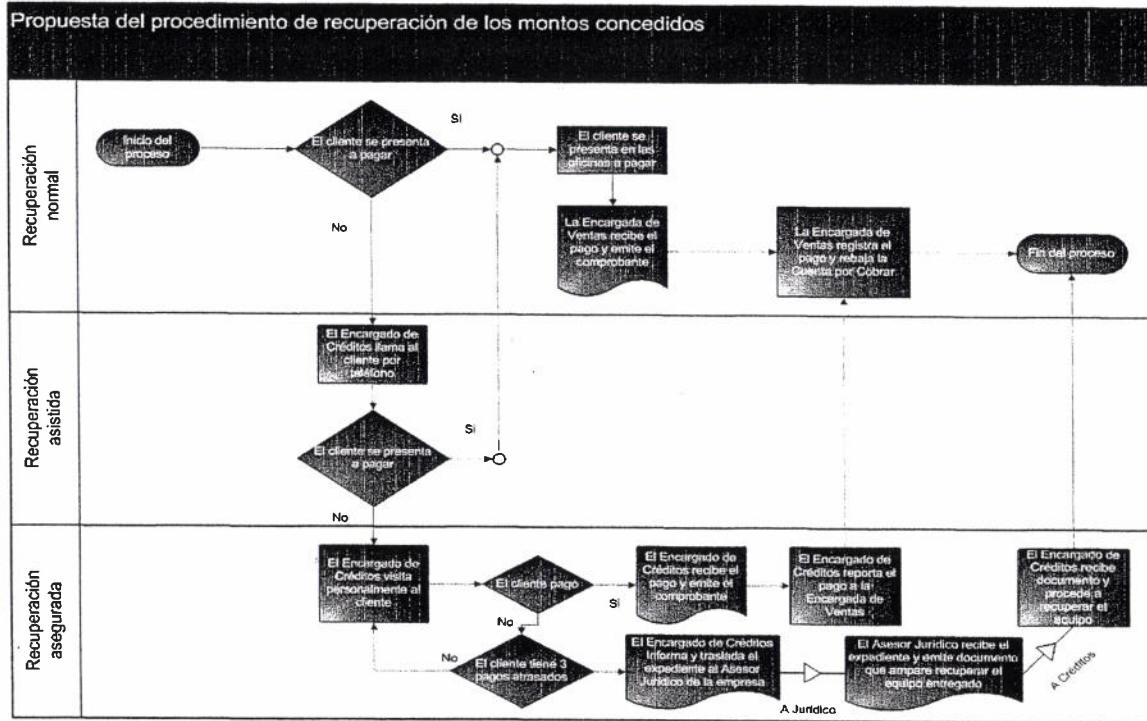 Propuesta del procedimiento de recuperación de los montos concedidos
Recuperación
normal
Inicio del
proceso
El cliente se presenta
a pagar
Si
No
El cliente se
presenta en las
oficinas a pagar
La Encargada de
Ventas recibe el
pago y emite el
comprobante
La Encargada de
Ventas registra el
pago y rebaja la
Cuenta por Cobrar
Fin del proceso
Recuperación
asistida
El Encargado de
Créditos llama al
cliente por
teléfono
El cliente se presenta
a pagar
Si
No
Recuperación
asegurada
El Encargado de
Créditos visita
personalmente al
cliente
El cliente pago
Si
No
El Encargado de
Créditos recibe el
pago y emite el
comprobante
El Encargado de
Créditos reporta el
pago a la
Encargada de
Ventas
El Encargado de
Créditos recibe
documento y
procede a
recuperar el
equipo
No
El cliente tiene 3
pagos atrasados
El Encargado de Créditos
Informa y traslada el
expediente al Asesor
Jurídico de la empresa
A Jurídico
El Asesor Jurídico recibe el
expediente y emite documento
que ampare recuperar el
equipo entregado
A Créditos